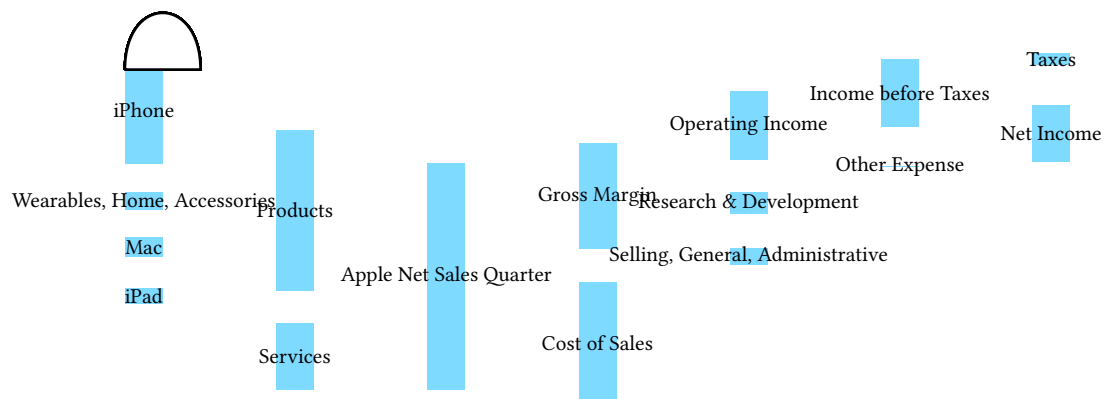 iPhone
Wearables, Home, Accessories
Mac
iPad
Products
Services
Apple Net Sales Quarter
Gross Margin
Cost of Sales
Operating Income
Research & Development
Selling, General, Administrative
Income before Taxes
Other Expense
Taxes
Net Income